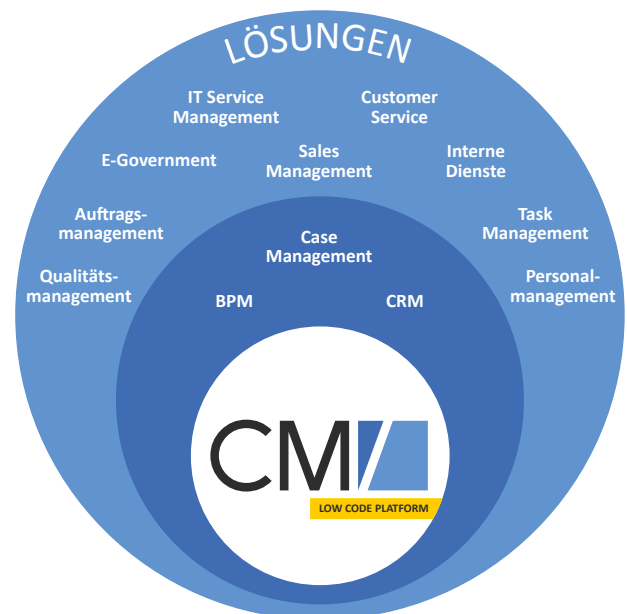 LÖSUNGEN
IT Service
Management
Customer
Service
E-Government
Sales
Management
Interne
Dienste
Auftrags-
management
Task
Management
Qualitäts-
management
Case
Management
Personal-
management
BPM
CRM
CM/
LOW CODE PLATFORM